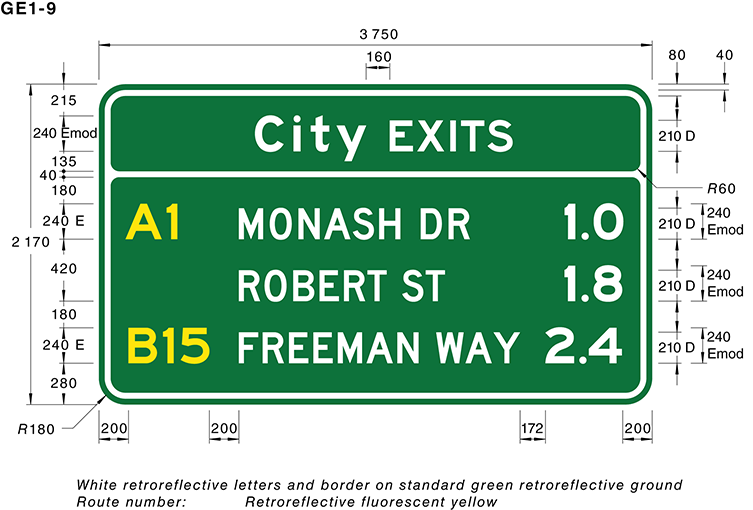 GE1-9
3 750
160
80
40
215
240 Emod
135
40
180
240 E
2 170
420
180
240 E
280
City EXITS
A1 MONASH DR 1.0
ROBERT ST 1.8
B15 FREEMAN WAY 2.4
210 D
R60
210 D
240 Emod
210 D
240 Emod
210 D
240 Emod
R180
200
200
172
200
White retroreflective letters and border on standard green retroreflective ground
Route number: Retroreflective fluorescent yellow